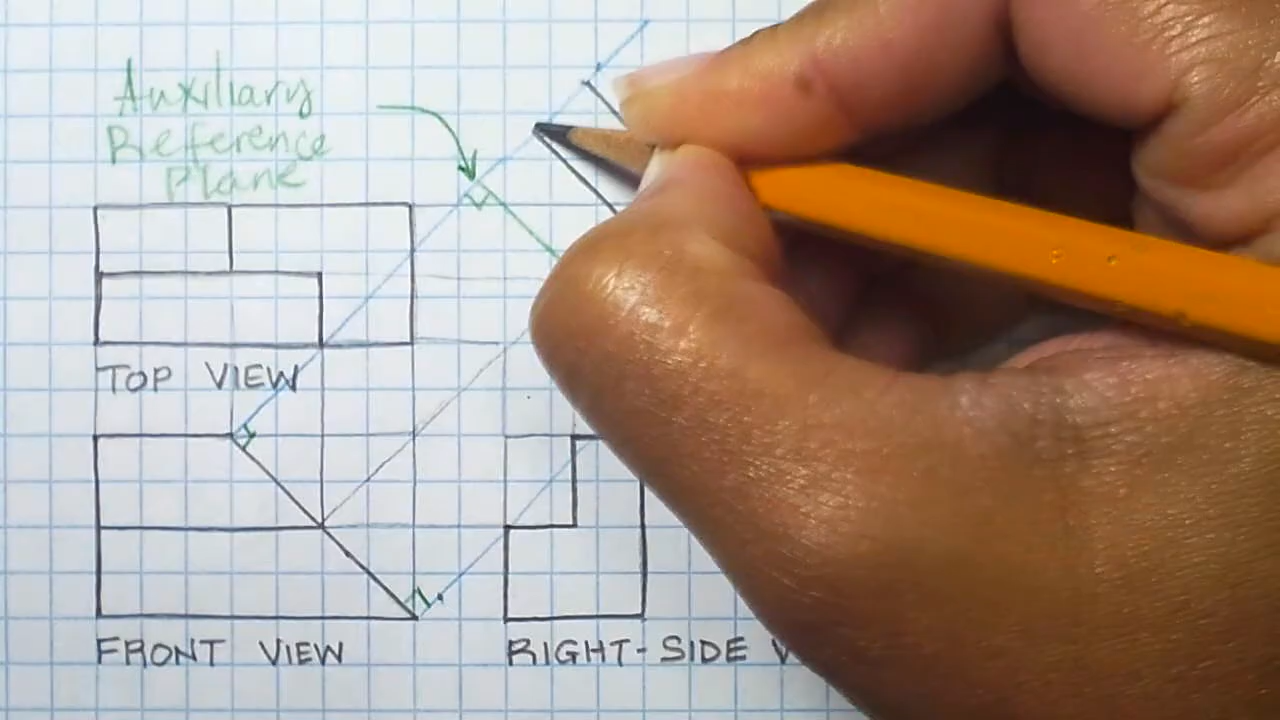 Auxiliary
Reference
Plane
TOP VIEW
FRONT VIEW
RIGHT-SIDE